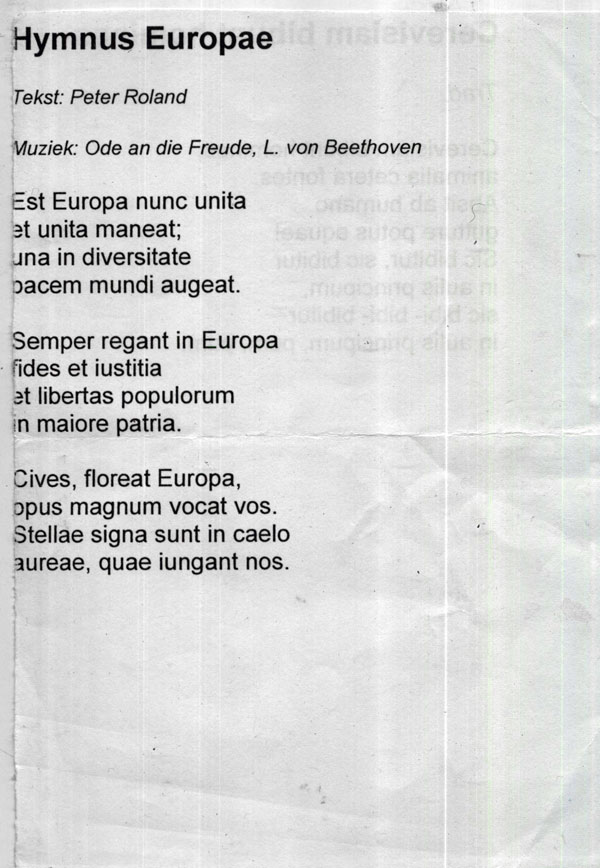 Hymnus Europae
Tekst: Peter Roland
Muziek: Ode an die Freude, L. von Beethoven
Est Europa nunc unita
et unita maneat;
una in diversitate
pacem mundi augeat.
Semper regant in Europa
fides et iustitia
et libertas populorum
in maiore patria.
Cives, floreat Europa,
opus magnum vocat vos.
Stellae signa sunt in caelo
aureae, quae iungant nos.